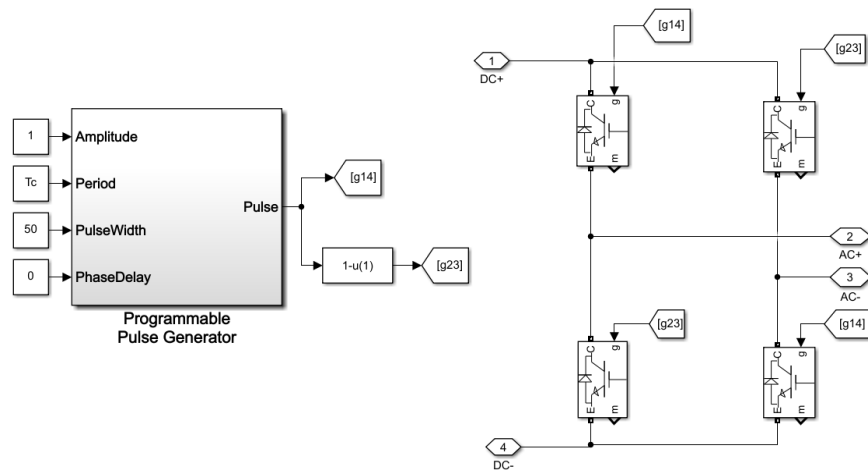 1
Amplitude
Tc
Period
50
PulseWidth
0
PhaseDelay
Pulse
Programmable
Pulse Generator
[g14]
1-u(1)
[g23]
[g14]
[g23]
1
DC+
g
C
E
m
g
C
E
m
2
AC+
3
AC-
[g23]
[g14]
g
C
E
m
g
C
E
m
4
DC-